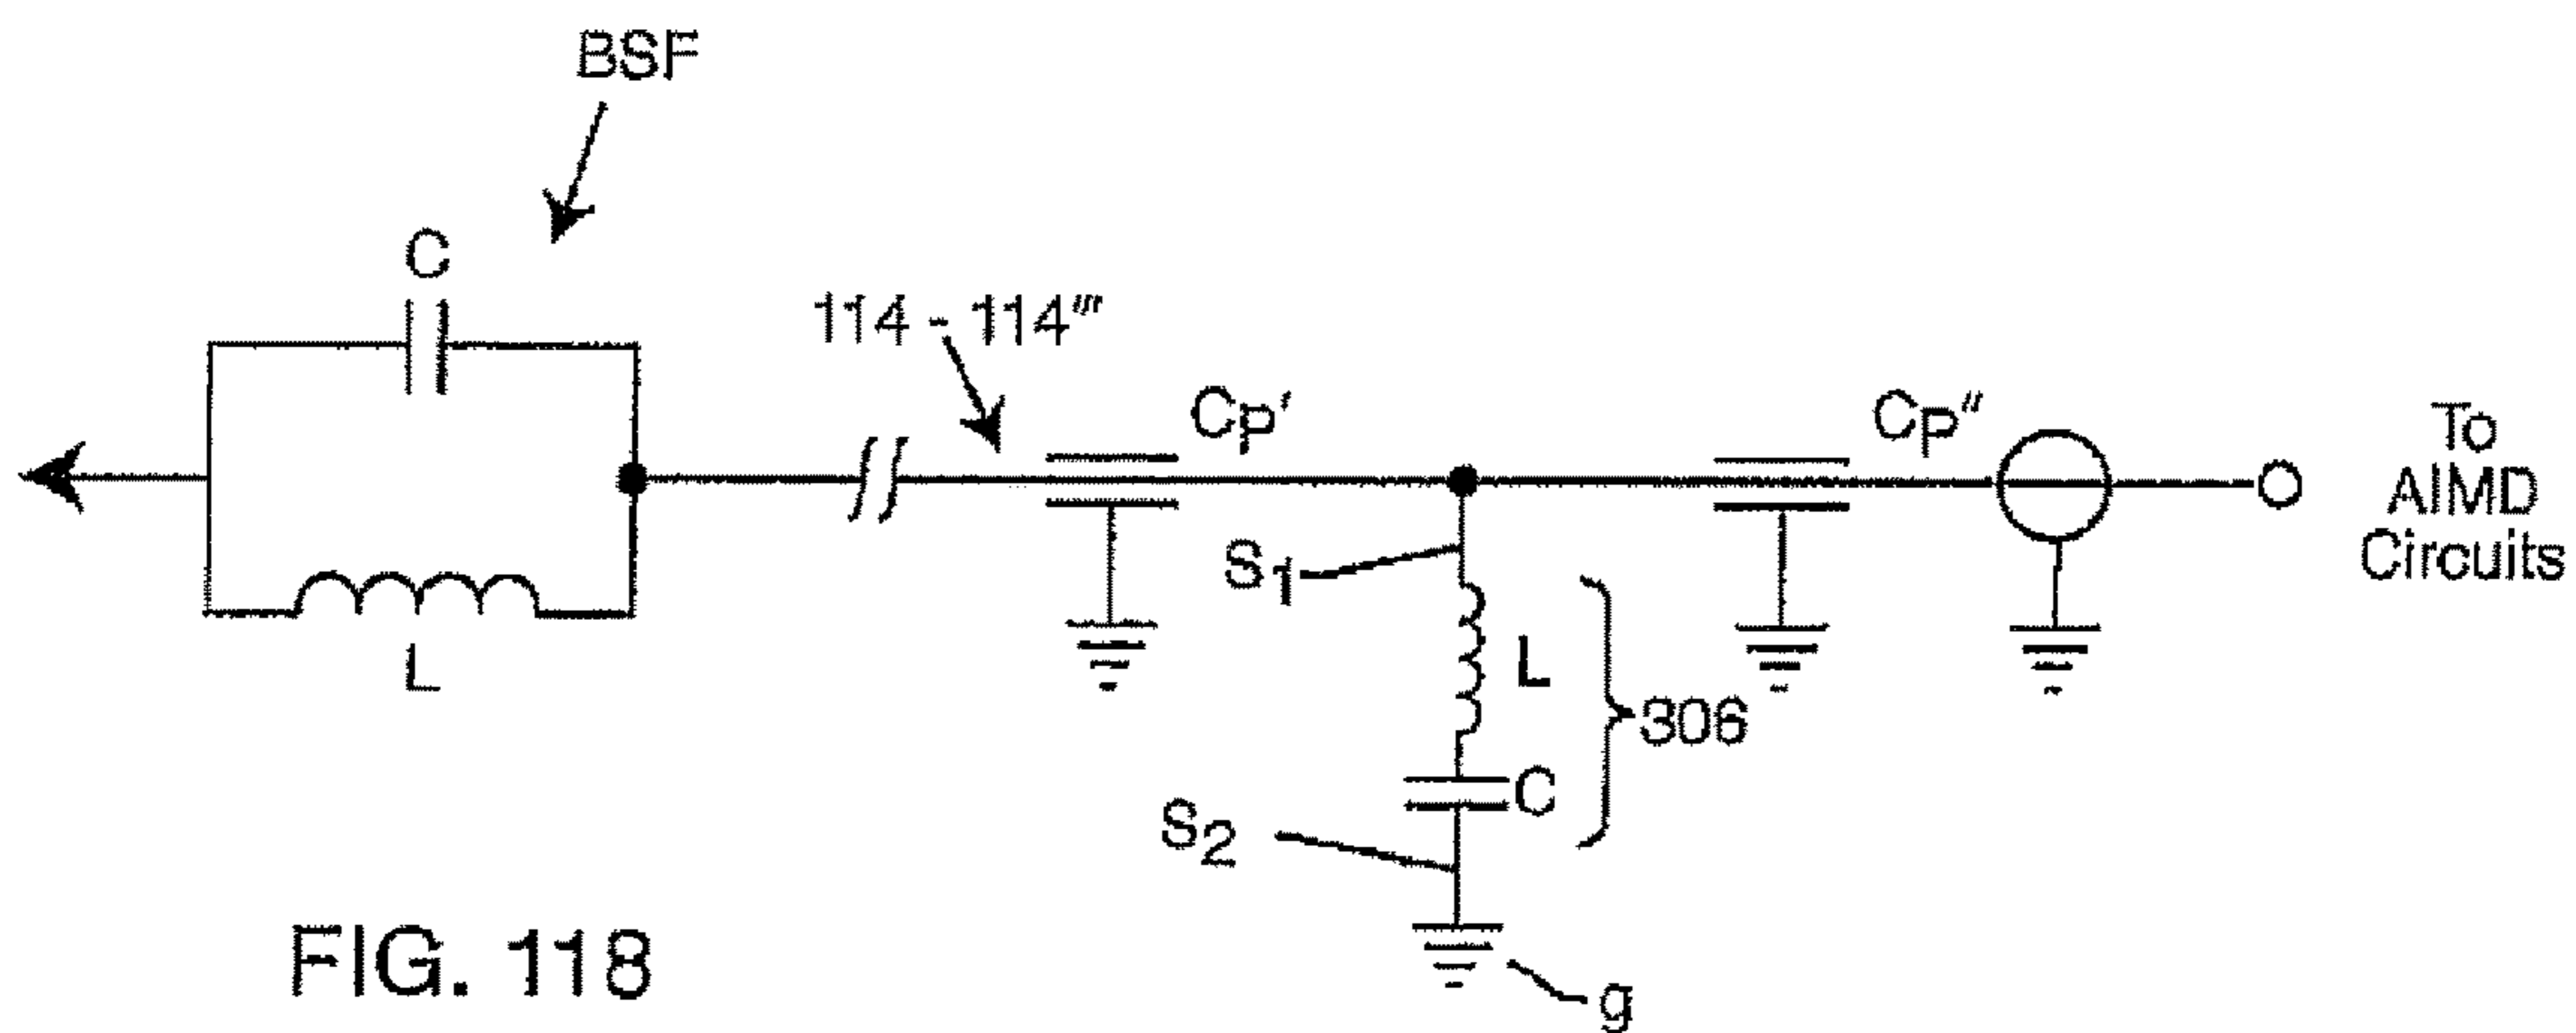 BSF
C
114 - 114‴
CP'
CP"
To
AIMD
Circuits
S1
L
L
306
C
S2
FIG. 118
g